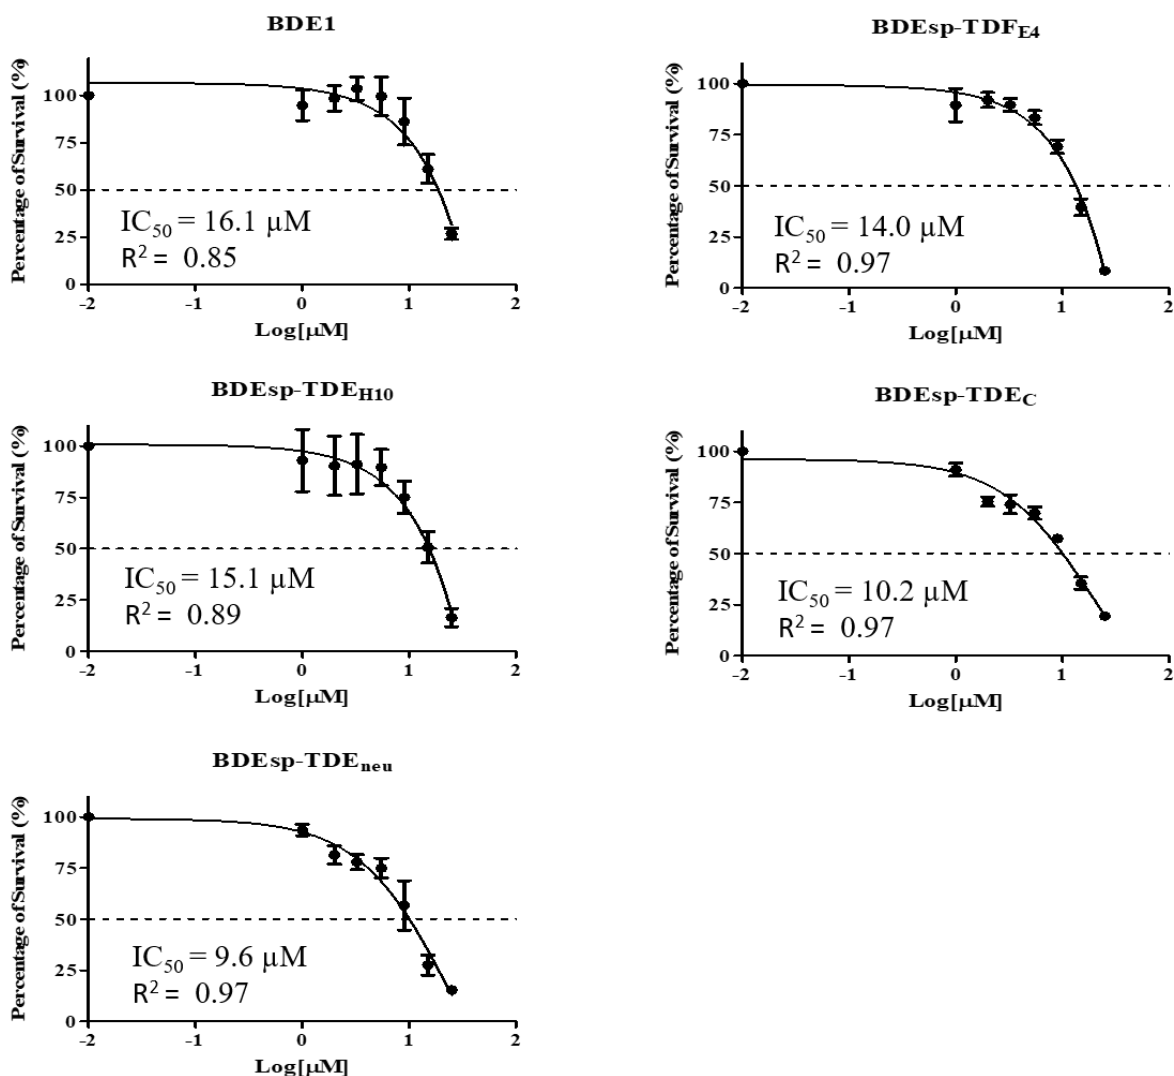 BDE1
Percentage of Survival (%)
100
75
50
25
0
IC50 = 16.1 µM
R2 = 0.85
-2 -1 0 1 2
Log[µM]
BDEsp-TDFE4
Percentage of Survival (%)
100
75
50
25
0
IC50 = 14.0 µM
R2 = 0.97
-2 -1 0 1 2
Log[µM]
BDEsp-TDEH10
Percentage of Survival (%)
100
75
50
25
0
IC50 = 15.1 µM
R2 = 0.89
-2 -1 0 1 2
Log[µM]
BDEsp-TDEC
Percentage of Survival (%)
100
75
50
25
0
IC50 = 10.2 µM
R2 = 0.97
-2 -1 0 1 2
Log[µM]
BDEsp-TDEneu
Percentage of Survival (%)
100
75
50
25
0
IC50 = 9.6 µM
R2 = 0.97
-2 -1 0 1 2
Log[µM]